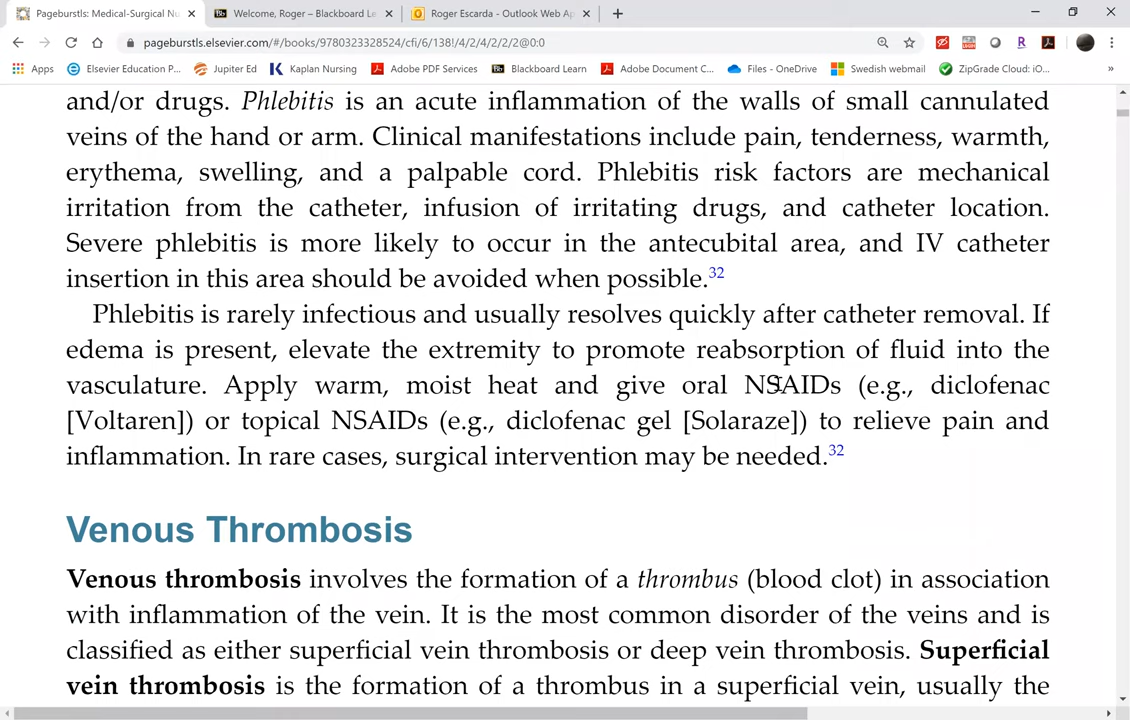 Pageburstls: Medical-Surgical Nu
Welcome, Roger – Blackboard Le
Roger Escarda - Outlook Web Ap
pageburstls.elsevier.com/#/books/9780323328524/cfi/6/138!/4/2/4/2/2/2@0:0
Apps
Elsevier Education P...
Jupiter Ed
Kaplan Nursing
Adobe PDF Services
Blackboard Learn
Adobe Document C...
Files - OneDrive
Swedish webmail
ZipGrade Cloud: iO...
»
and/or drugs. Phlebitis is an acute inflammation of the walls of small cannulated
veins of the hand or arm. Clinical manifestations include pain, tenderness, warmth,
erythema, swelling, and a palpable cord. Phlebitis risk factors are mechanical
irritation from the catheter, infusion of irritating drugs, and catheter location.
Severe phlebitis is more likely to occur in the antecubital area, and IV catheter
insertion in this area should be avoided when possible.32
Phlebitis is rarely infectious and usually resolves quickly after catheter removal. If
edema is present, elevate the extremity to promote reabsorption of fluid into the
vasculature. Apply warm, moist heat and give oral NSAIDs (e.g., diclofenac
[Voltaren]) or topical NSAIDs (e.g., diclofenac gel [Solaraze]) to relieve pain and
inflammation. In rare cases, surgical intervention may be needed.32
Venous Thrombosis
Venous thrombosis involves the formation of a thrombus (blood clot) in association
with inflammation of the vein. It is the most common disorder of the veins and is
classified as either superficial vein thrombosis or deep vein thrombosis. Superficial
vein thrombosis is the formation of a thrombus in a superficial vein, usually the